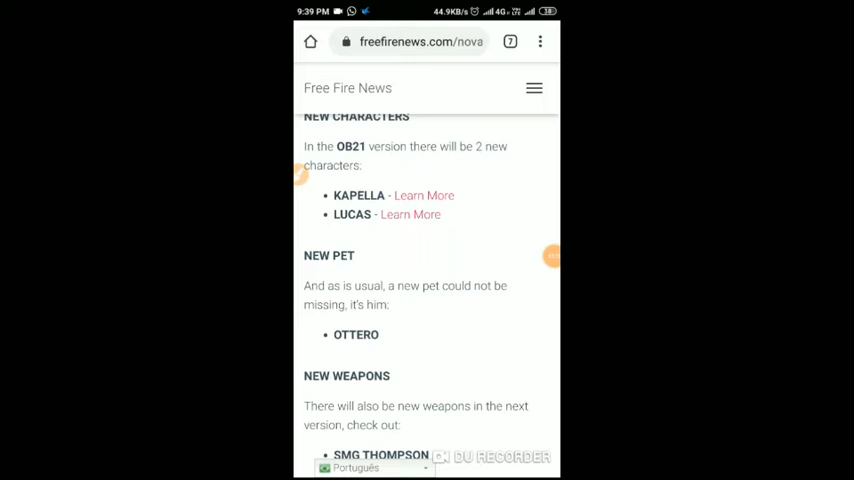 9:39 PM 44.9KB/s 4G VoLTE 18
freefirenews.com/nova 7
Free Fire News
NEW CHARACTERS
In the OB21 version there will be 2 new
characters:
• KAPELLA - Learn More
• LUCAS - Learn More
NEW PET
And as is usual, a new pet could not be
missing, it's him:
• OTTERO
NEW WEAPONS
There will also be new weapons in the next
version, check out:
• SMG THOMPSON
DU RECORDER
Português